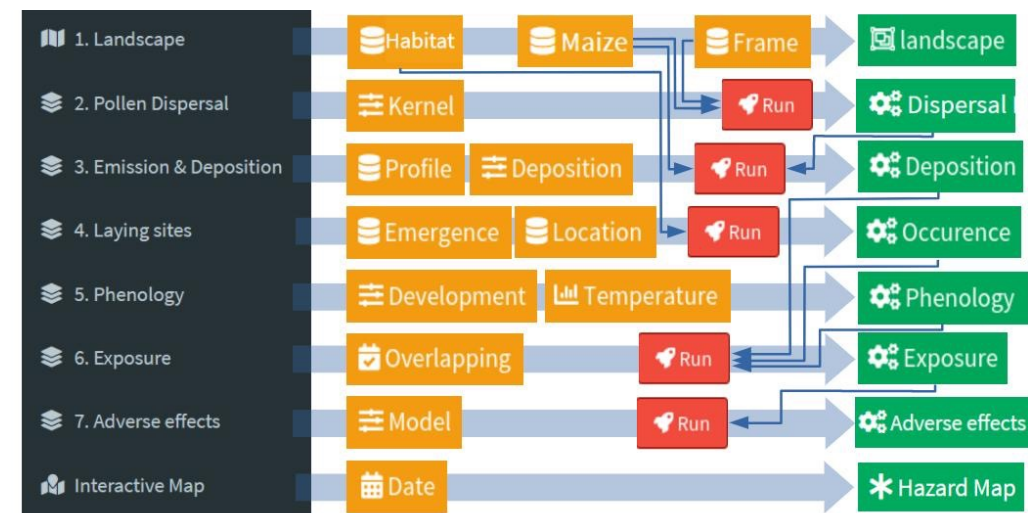 1. Landscape Habitat Maize Frame landscape
2. Pollen Dispersal Kernel Run Dispersal
3. Emission & Deposition Profile Deposition Run Deposition
4. Laying sites Emergence Location Run Occurence
5. Phenology Development Temperature Phenology
6. Exposure Overlapping Run Exposure
7. Adverse effects Model Run Adverse effects
Interactive Map Date Hazard Map